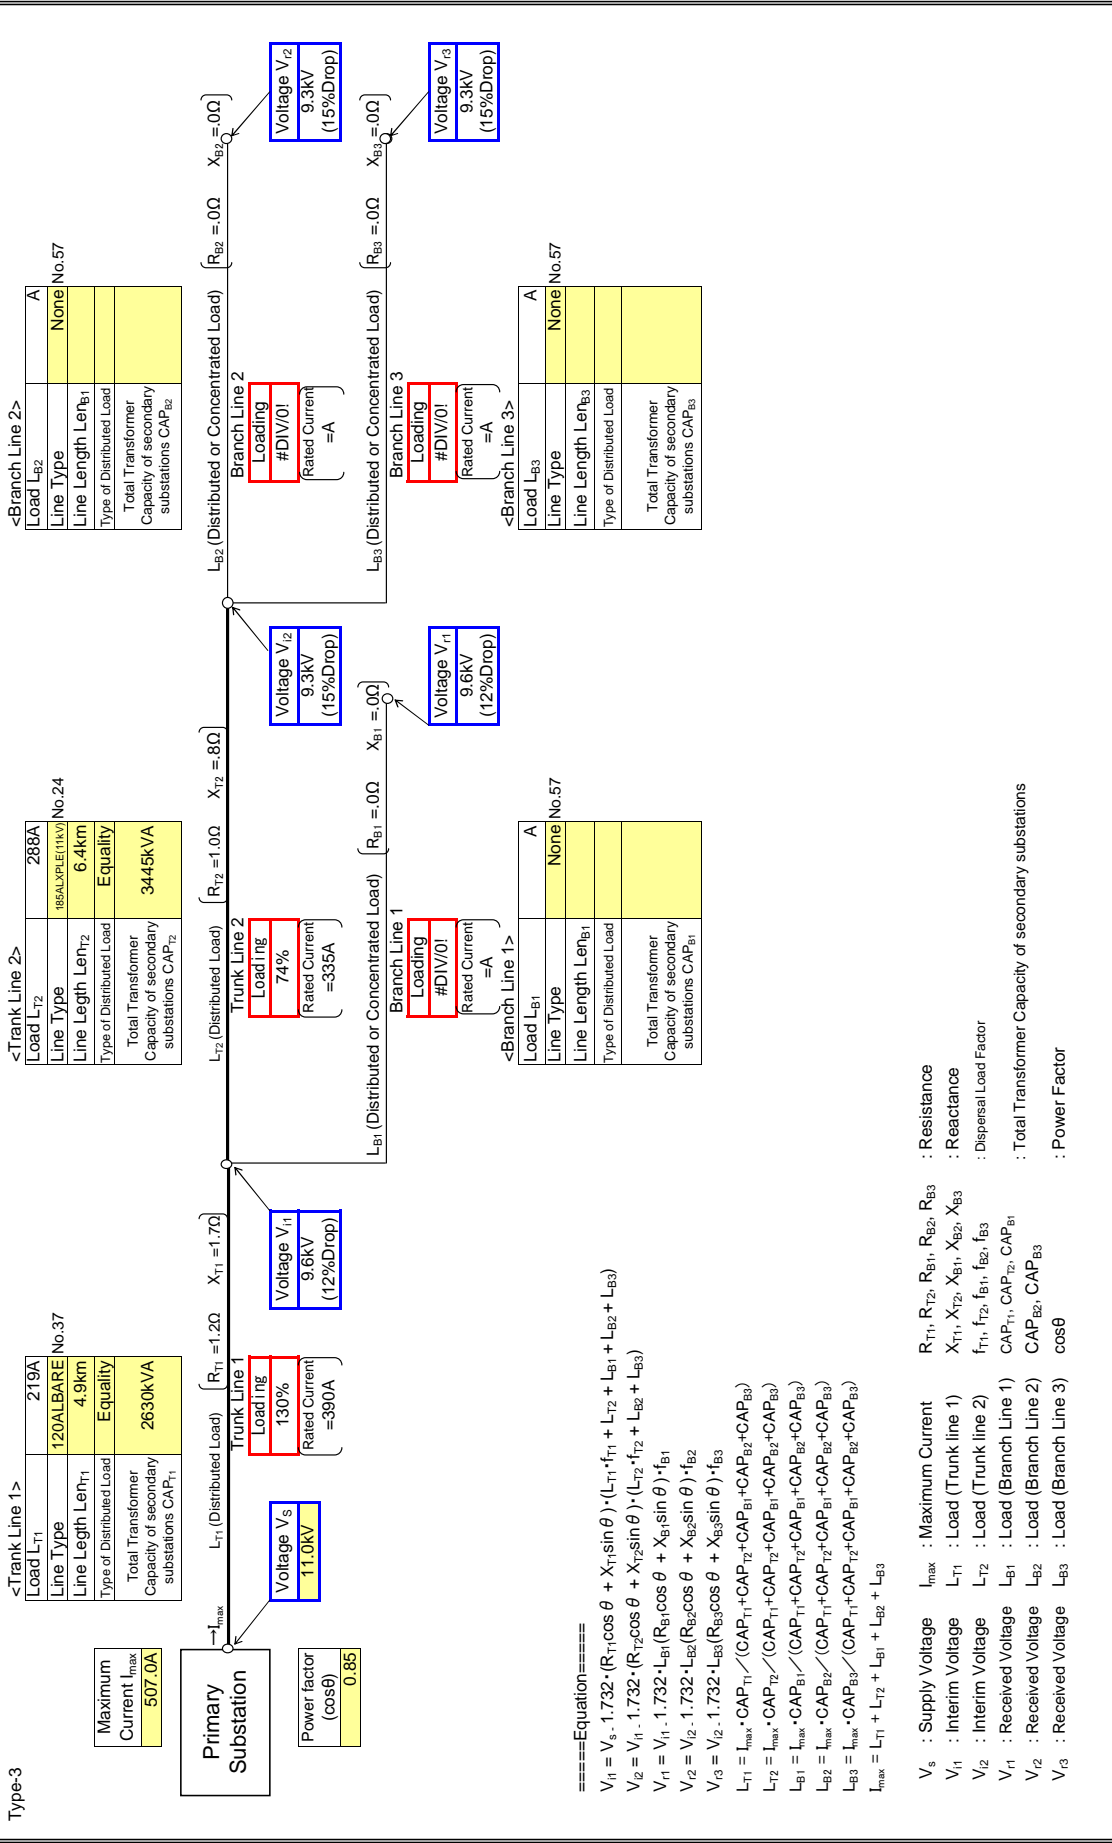 Type-3
Maximum
Current Imax
507.0A
Primary
Substation
Power factor
(cosθ)
0.85
→Imax
Voltage VS
11.0kV
<Trank Line 1>
Load LT1 219A
Line Type 120ALBARE No.37
Line Legth LenT1 4.9km
Type of Distributed Load Equality
Total Transformer
Capacity of secondary
substations CAPT1
2630kVA
LT1 (Distributed Load)
RT1 =1.2Ω XT1 =1.7Ω
Trunk Line 1
Loading
130%
Rated Current
=390A
Voltage Vi1
9.6kV
(12%Drop)
<Trank Line 2>
Load LT2 288A
Line Type 185ALXPLE(11kV) No.24
Line Legth LenT2 6.4km
Type of Distributed Load Equality
Total Transformer
Capacity of secondary
substations CAPT2
3445kVA
LT2 (Distributed Load)
RT2 =1.0Ω XT2 =.8Ω
Trunk Line 2
Loading
74%
Rated Current
=335A
Voltage Vi2
9.3kV
(15%Drop)
LB1 (Distributed or Concentrated Load)
RB1 =.0Ω XB1 =.0Ω
Branch Line 1
Loading
#DIV/0!
Rated Current
=A
Voltage Vr1
9.6kV
(12%Drop)
<Branch Line 1>
Load LB1 A
Line Type None No.57
Line Length LenB1
Type of Distributed Load
Total Transformer
Capacity of secondary
substations CAPB1
<Branch Line 2>
Load LB2 A
Line Type None No.57
Line Length LenB1
Type of Distributed Load
Total Transformer
Capacity of secondary
substations CAPB2
LB2 (Distributed or Concentrated Load)
RB2 =.0Ω XB2 =.0Ω
Branch Line 2
Loading
#DIV/0!
Rated Current
=A
Voltage Vr2
9.3kV
(15%Drop)
LB3 (Distributed or Concentrated Load)
RB3 =.0Ω XB3 =.0Ω
Branch Line 3
Loading
#DIV/0!
Rated Current
=A
Voltage Vr3
9.3kV
(15%Drop)
<Branch Line 3>
Load LB3 A
Line Type None No.57
Line Length LenB3
Type of Distributed Load
Total Transformer
Capacity of secondary
substations CAPB3
=====Equation=====
Vi1 = Vs - 1.732・(RT1cos θ + XT1sin θ)・(LT1・fT1 + LT2 + LB1 + LB2 + LB3)
Vi2 = Vi1 - 1.732・(RT2cos θ + XT2sin θ)・(LT2・fT2 + LB2 + LB3)
Vr1 = Vi1 - 1.732・LB1(RB1cos θ + XB1sin θ)・fB1
Vr2 = Vi2 - 1.732・LB2(RB2cos θ + XB2sin θ)・fB2
Vr3 = Vi2 - 1.732・LB3(RB3cos θ + XB3sin θ)・fB3
LT1 = Imax・CAPT1／(CAPT1+CAPT2+CAPB1+CAPB2+CAPB3)
LT2 = Imax・CAPT2／(CAPT1+CAPT2+CAPB1+CAPB2+CAPB3)
LB1 = Imax・CAPB1／(CAPT1+CAPT2+CAPB1+CAPB2+CAPB3)
LB2 = Imax・CAPB2／(CAPT1+CAPT2+CAPB1+CAPB2+CAPB3)
LB3 = Imax・CAPB3／(CAPT1+CAPT2+CAPB1+CAPB2+CAPB3)
Imax = LT1 + LT2 + LB1 + LB2 + LB3
Vs : Supply Voltage Imax : Maximum Current RT1, RT2, RB1, RB2, RB3 : Resistance
Vi1 : Interim Voltage LT1 : Load (Trunk line 1) XT1, XT2, XB1, XB2, XB3 : Reactance
Vi2 : Interim Voltage LT2 : Load (Trunk line 2) fT1, fT2, fB1, fB2, fB3 : Dispersal Load Factor
Vr1 : Received Voltage LB1 : Load (Branch Line 1) CAPT1, CAPT2, CAPB1
Vr2 : Received Voltage LB2 : Load (Branch Line 2) CAPB2, CAPB3 : Total Transformer Capacity of secondary substations
Vr3 : Received Voltage LB3 : Load (Branch Line 3) cosθ : Power Factor